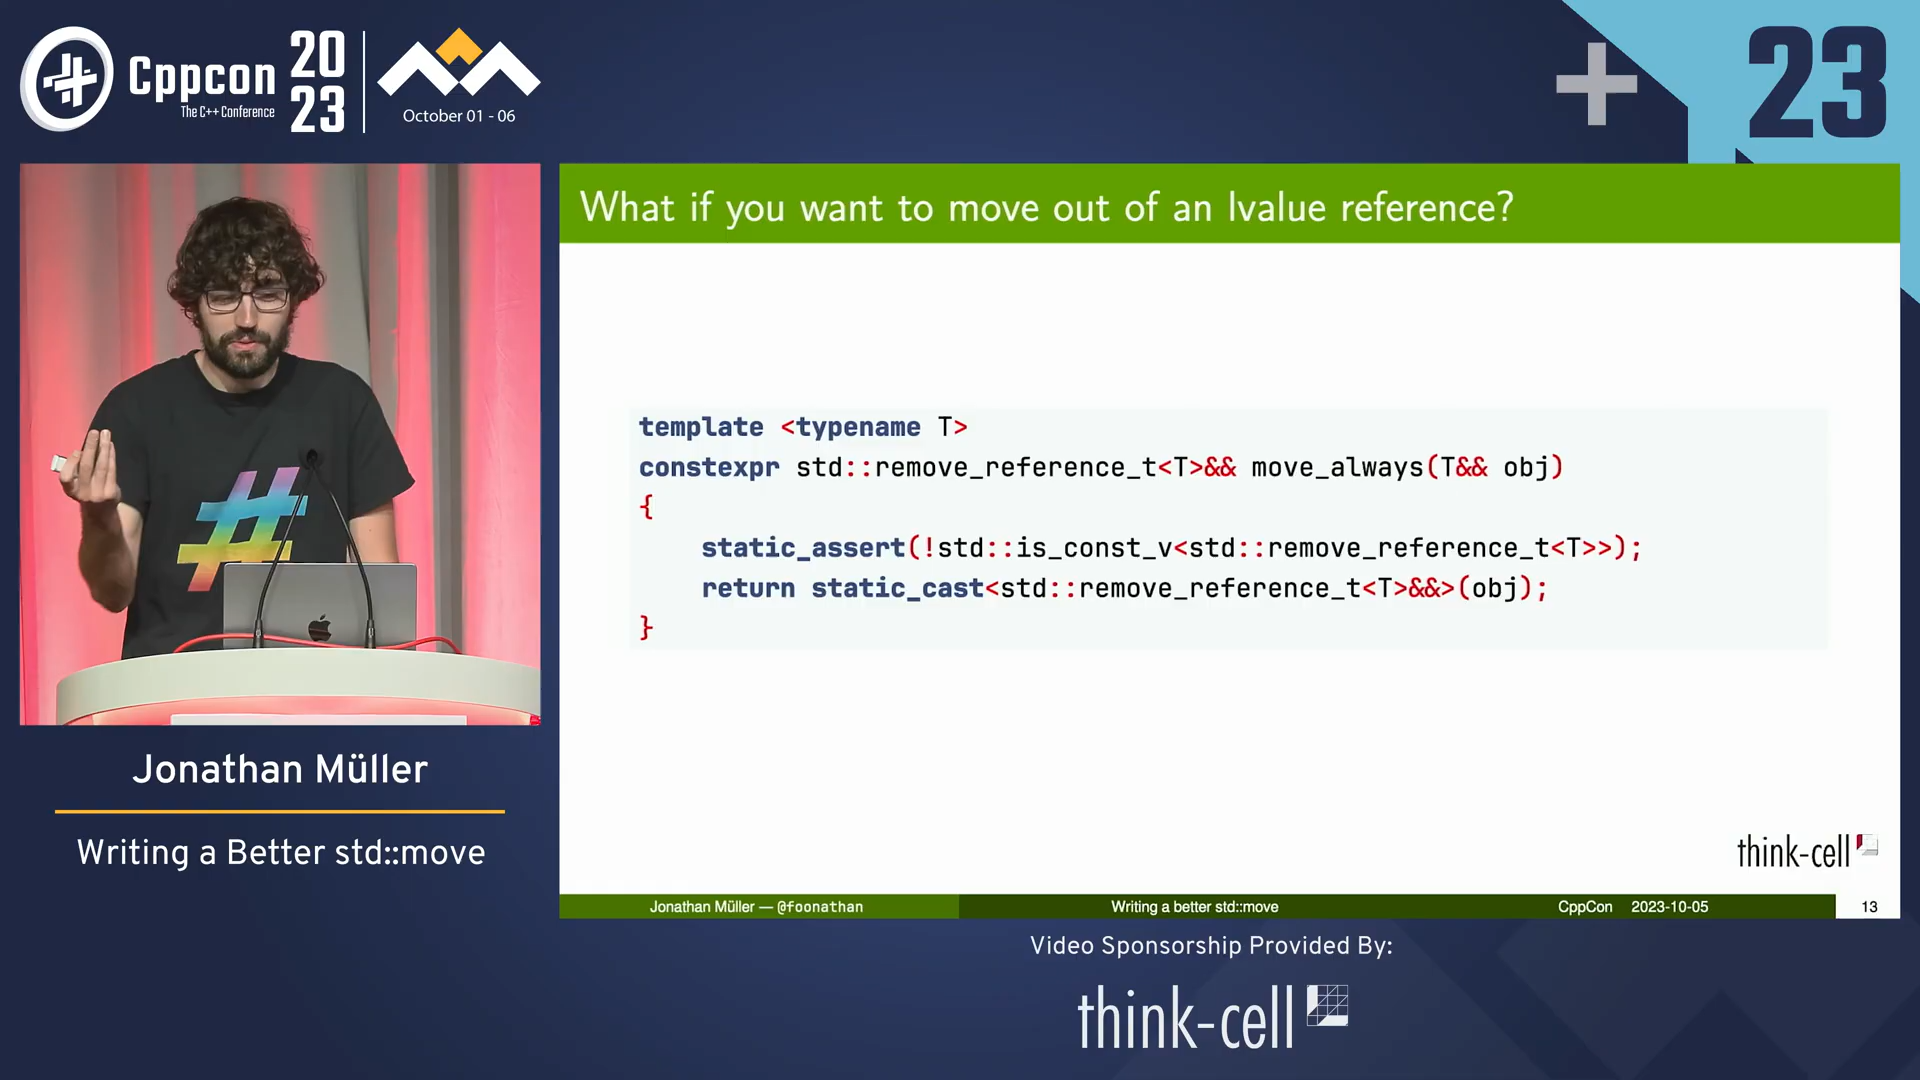 Cppcon
The C++ Conference
20
23
October 01 - 06
23
What if you want to move out of an lvalue reference?
template <typename T>
constexpr std::remove_reference_t<T>&& move_always(T&& obj)
{
    static_assert(!std::is_const_v<std::remove_reference_t<T>>);
    return static_cast<std::remove_reference_t<T>&&>(obj);
}
think-cell
Jonathan Müller — @foonathan
Writing a better std::move
CppCon 2023-10-05
13
#
Jonathan Müller
Writing a Better std::move
Video Sponsorship Provided By:
think-cell